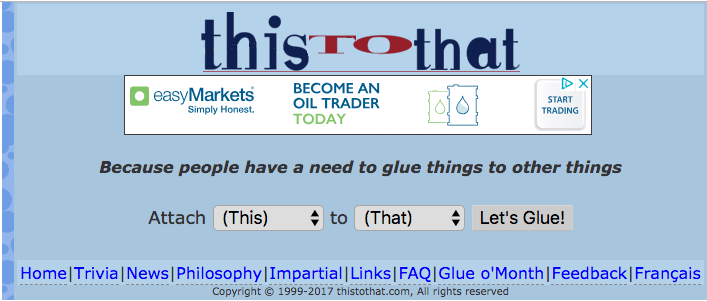 thistothat
easyMarkets
Simply Honest.
BECOME AN
OIL TRADER
TODAY
START
TRADING
Because people have a need to glue things to other things
Attach (This) to (That) Let's Glue!
Home|Trivia|News|Philosophy|Impartial|Links|FAQ|Glue o'Month|Feedback|Français
Copyright © 1999-2017 thistothat.com, All rights reserved